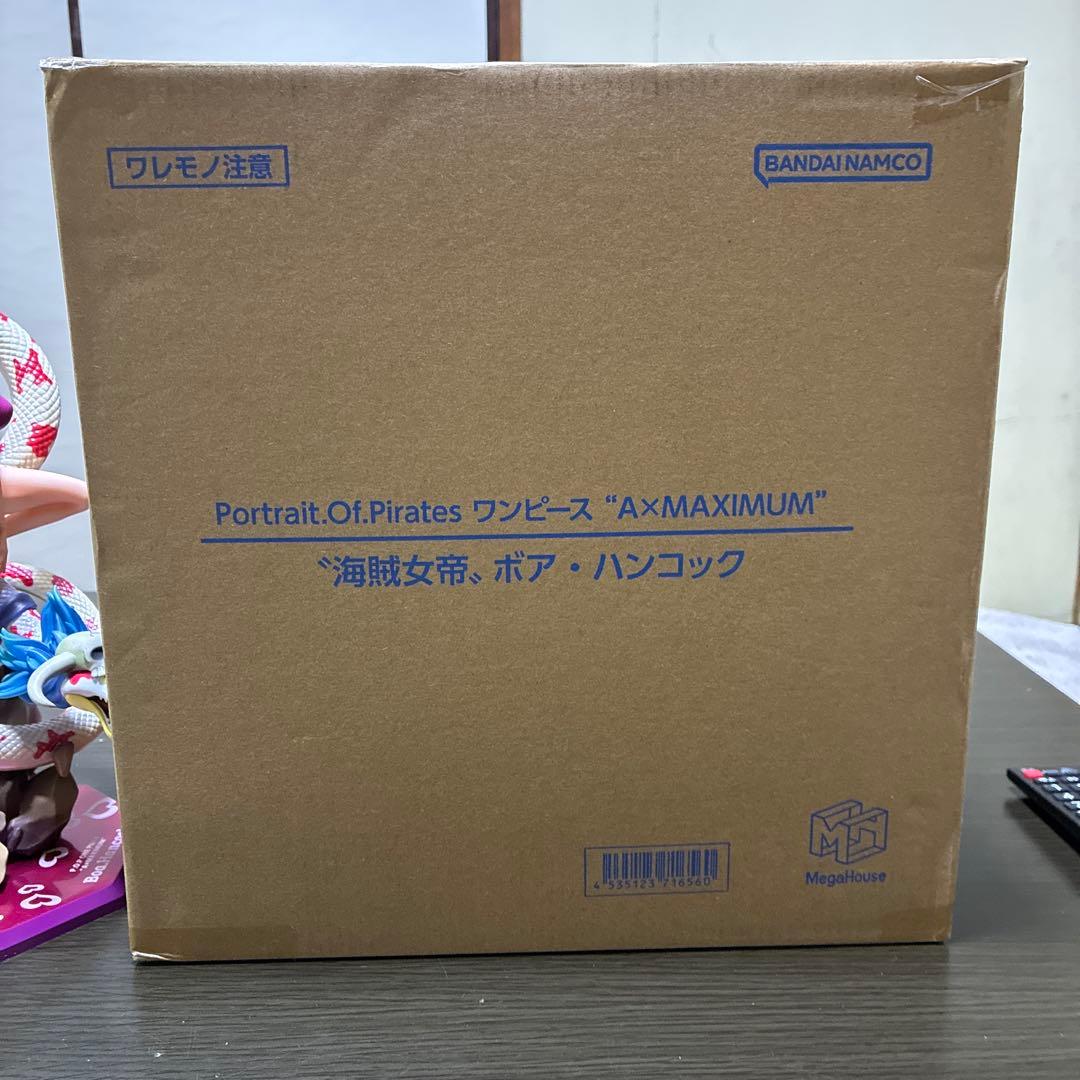 ワレモノ注意
BANDAI NAMCO
Portrait.Of.Pirates ワンピース “A×MAXIMUM”
〝海賊女帝〟ボア・ハンコック
4 535123 716560
MegaHouse